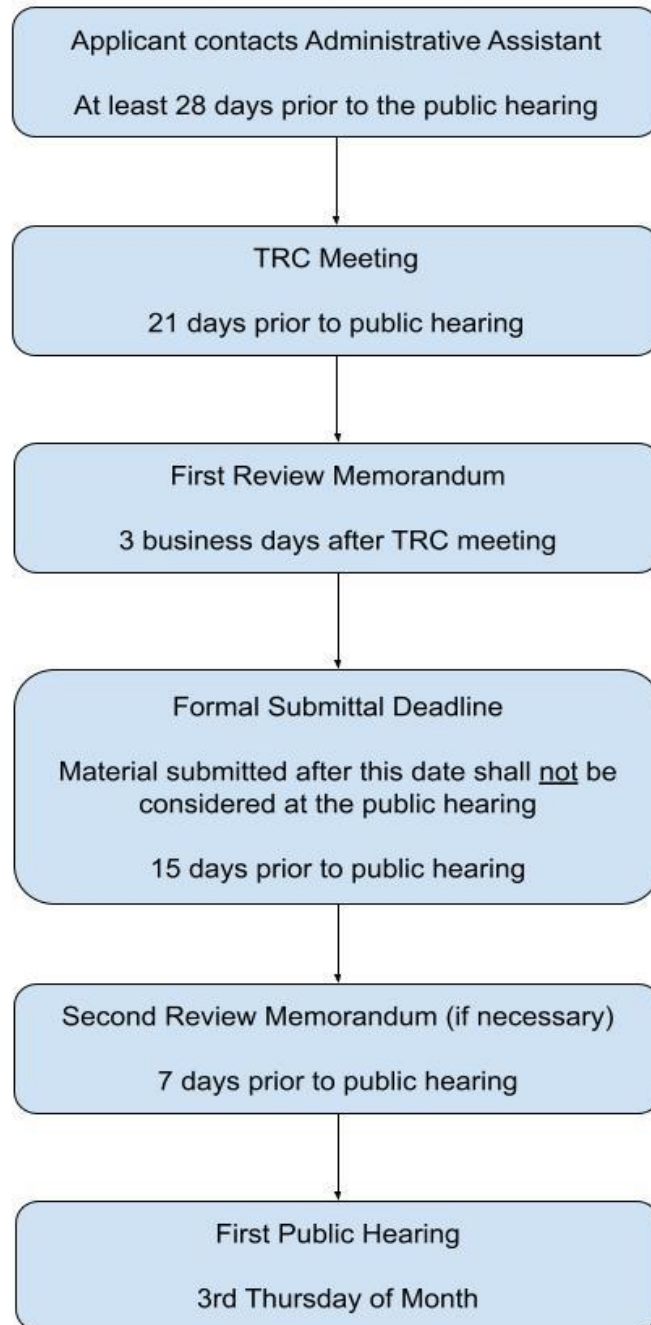 Applicant contacts Administrative Assistant
At least 28 days prior to the public hearing
TRC Meeting
21 days prior to public hearing
First Review Memorandum
3 business days after TRC meeting
Formal Submittal Deadline
Material submitted after this date shall not be
considered at the public hearing
15 days prior to public hearing
Second Review Memorandum (if necessary)
7 days prior to public hearing
First Public Hearing
3rd Thursday of Month